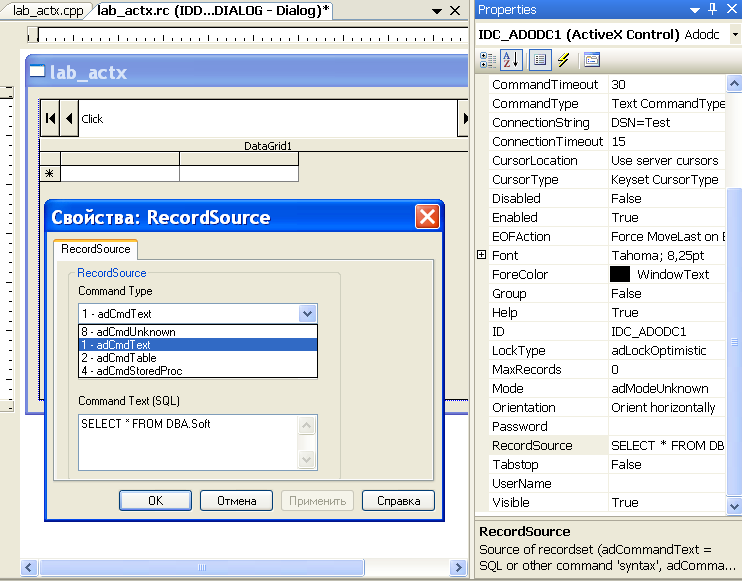 lab_actx.cpp
lab_actx.rc (IDD...DIALOG - Dialog)*
lab_actx
Click
DataGrid1
Свойства: RecordSource
RecordSource
RecordSource
Command Type
1 - adCmdText
8 - adCmdUnknown
1 - adCmdText
2 - adCmdTable
4 - adCmdStoredProc
Command Text (SQL)
SELECT * FROM DBA.Soft
OK
Отмена
Применить
Справка
Properties
IDC_ADODC1 (ActiveX Control) Adodc
CommandTimeout 30
CommandType Text CommandType
ConnectionString DSN=Test
ConnectionTimeout 15
CursorLocation Use server cursors
CursorType Keyset CursorType
Disabled False
Enabled True
EOFAction Force MoveLast on E
Font Tahoma; 8,25pt
ForeColor WindowText
Group False
Help True
ID IDC_ADODC1
LockType adLockOptimistic
MaxRecords 0
Mode adModeUnknown
Orientation Orient horizontally
Password
RecordSource SELECT * FROM DB
Tabstop False
UserName
Visible True
RecordSource
Source of recordset (adCommandText =
SQL or other command 'syntax', adComma...